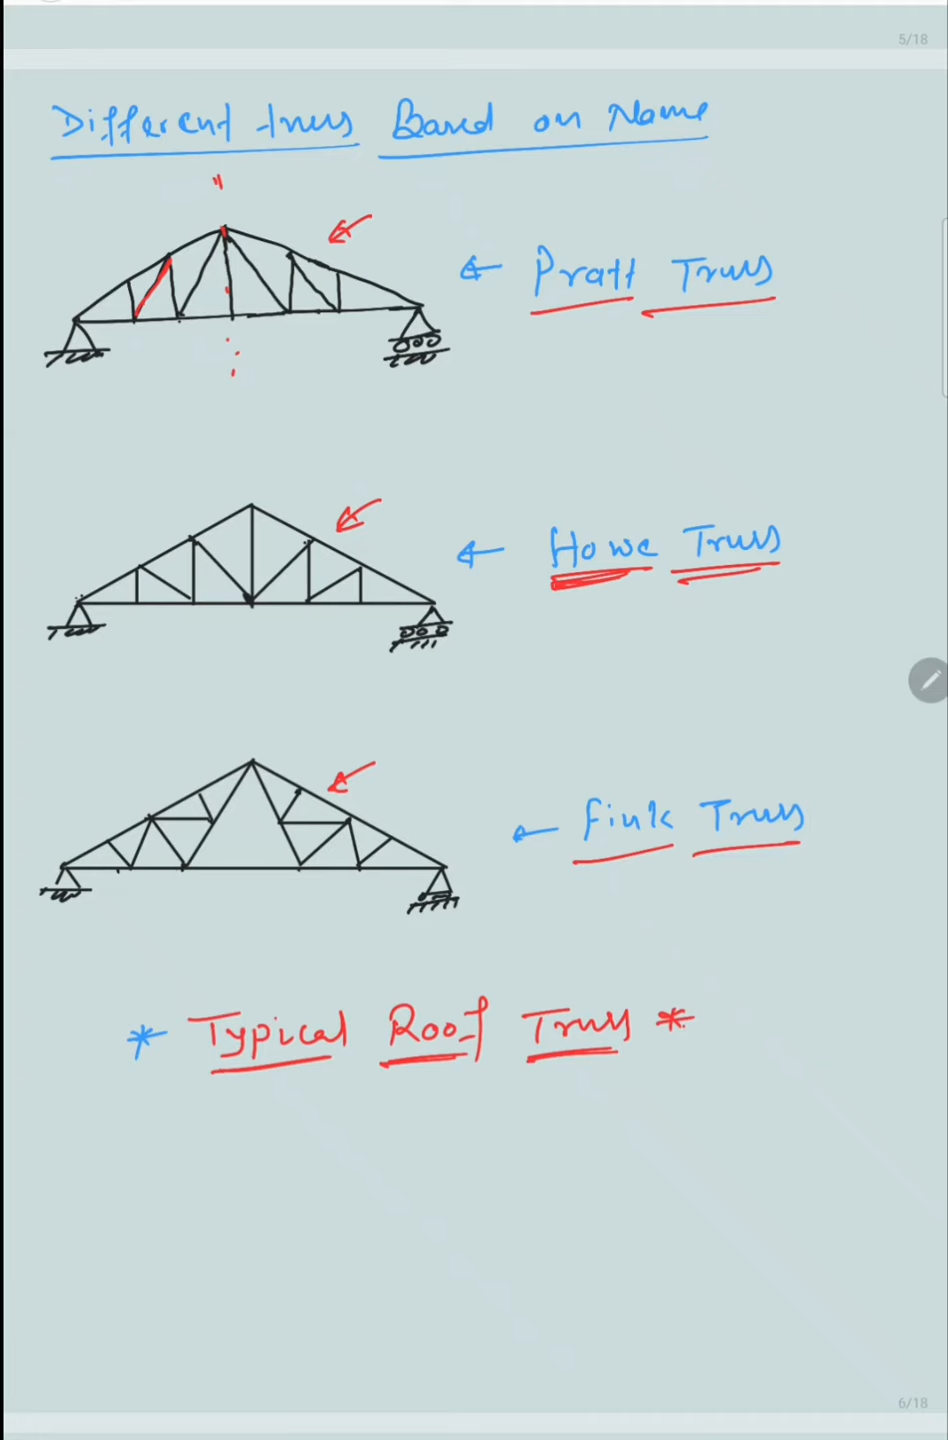 5/18
Different truss Based on Name
← Pratt Truss
← Howe Truss
← Fink Truss
* Typical Roof Truss *
6/18